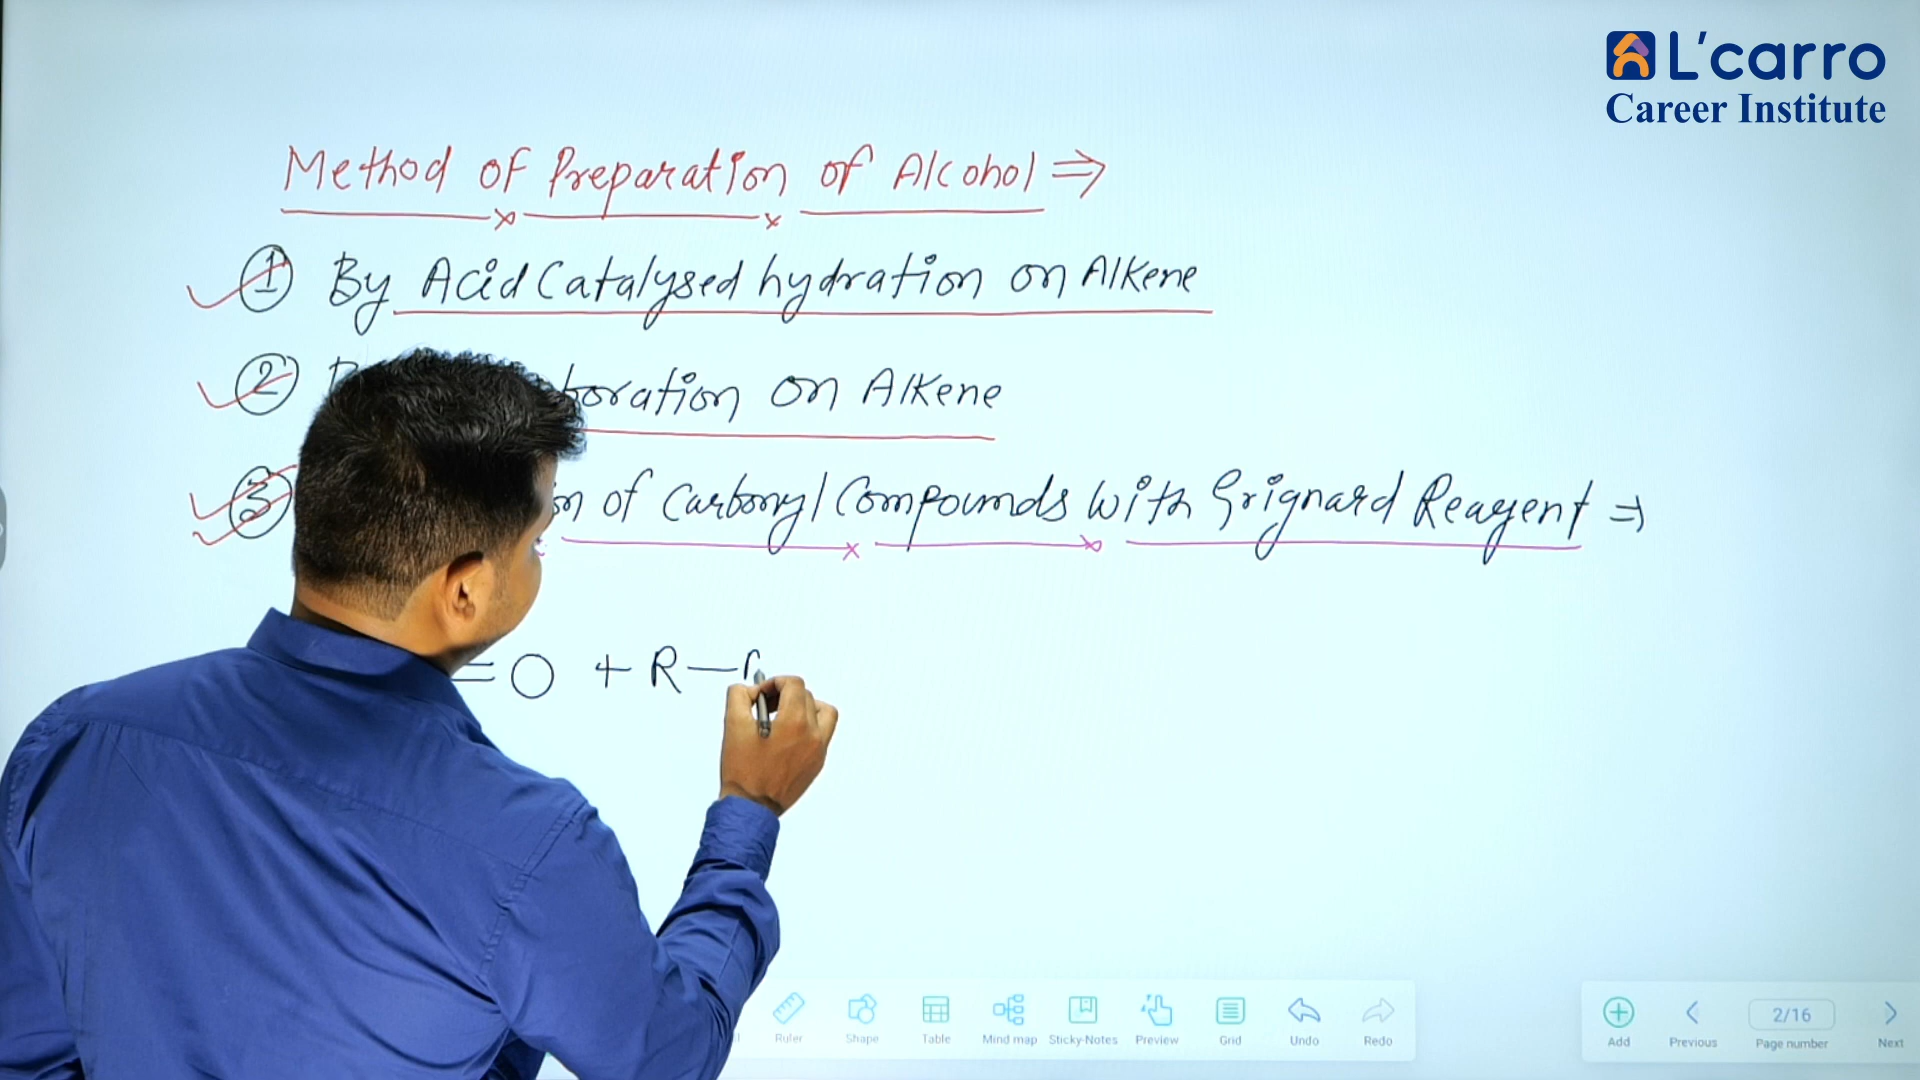 L'carro
Career Institute
Method of Preparation of Alcohol ⇒
① By Acid Catalysed hydration on Alkene
② boration on Alkene
③ of Carbonyl Compounds with Grignard Reagent ⇒
= O + R —
Ruler Shape Table Mind map Sticky-Notes Preview Grid Undo Redo Add Previous 2/16 Page number Next